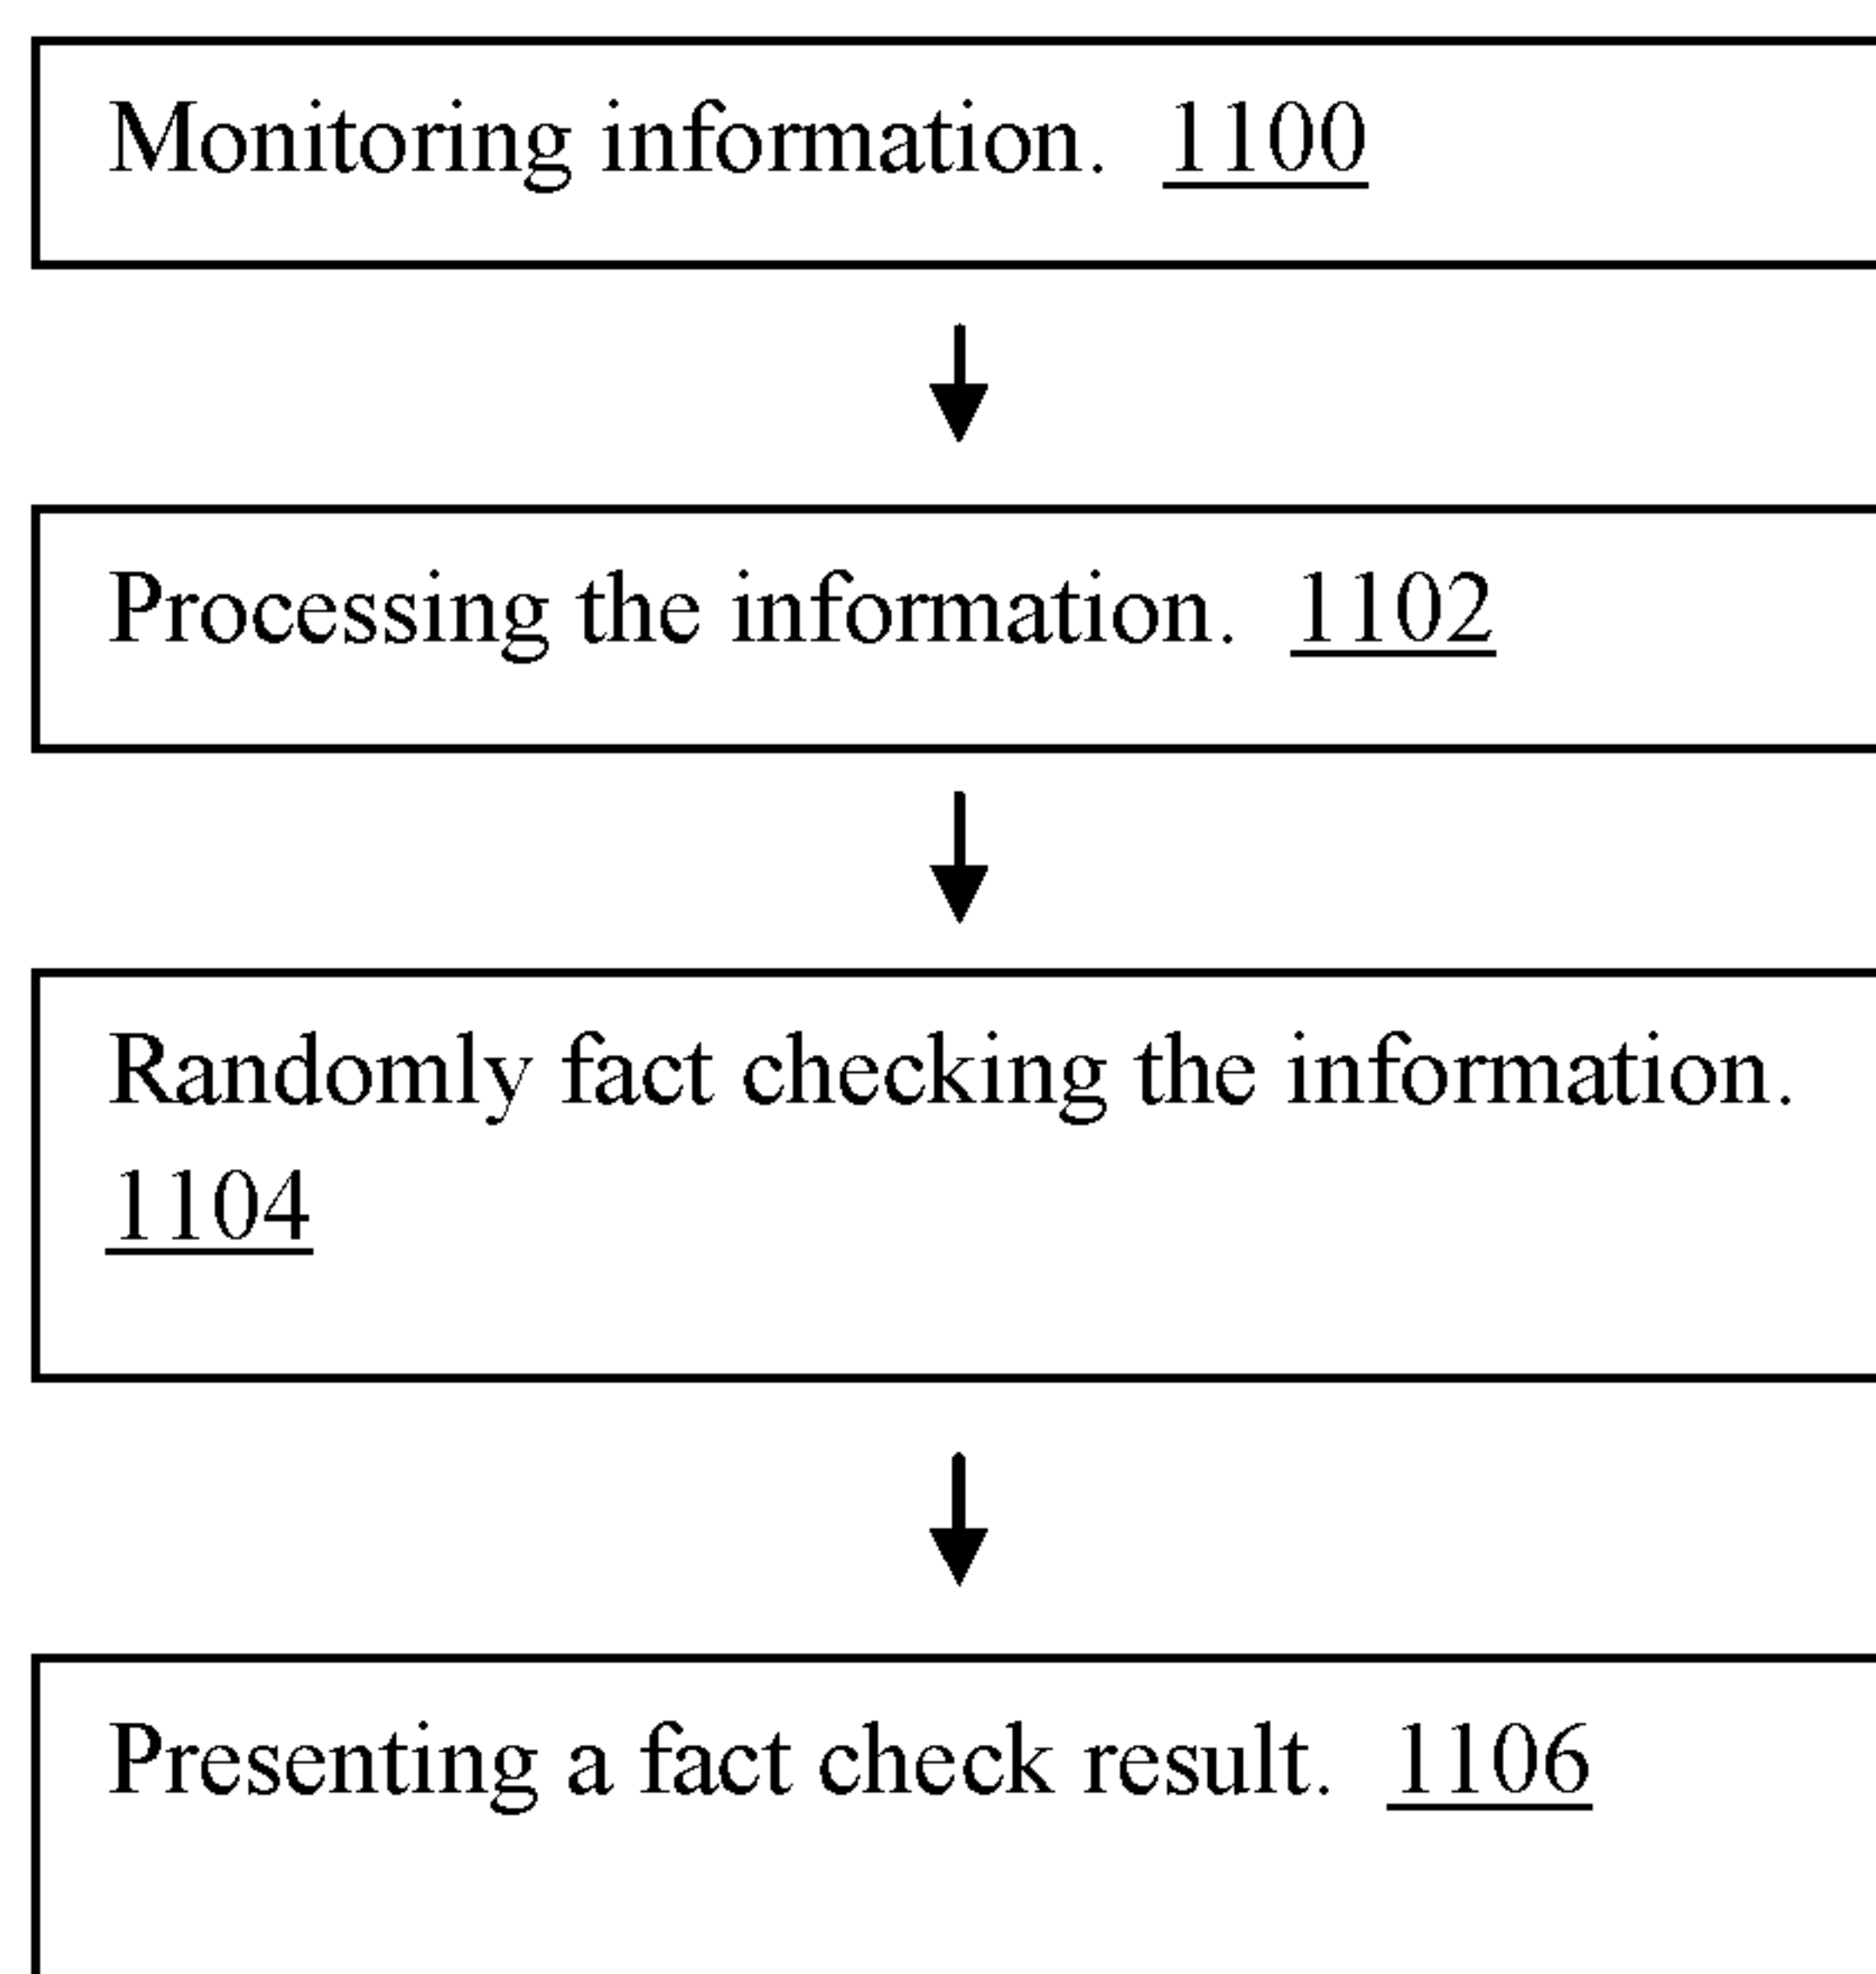 Monitoring information. 1100
Processing the information. 1102
Randomly fact checking the information.
1104
Presenting a fact check result. 1106